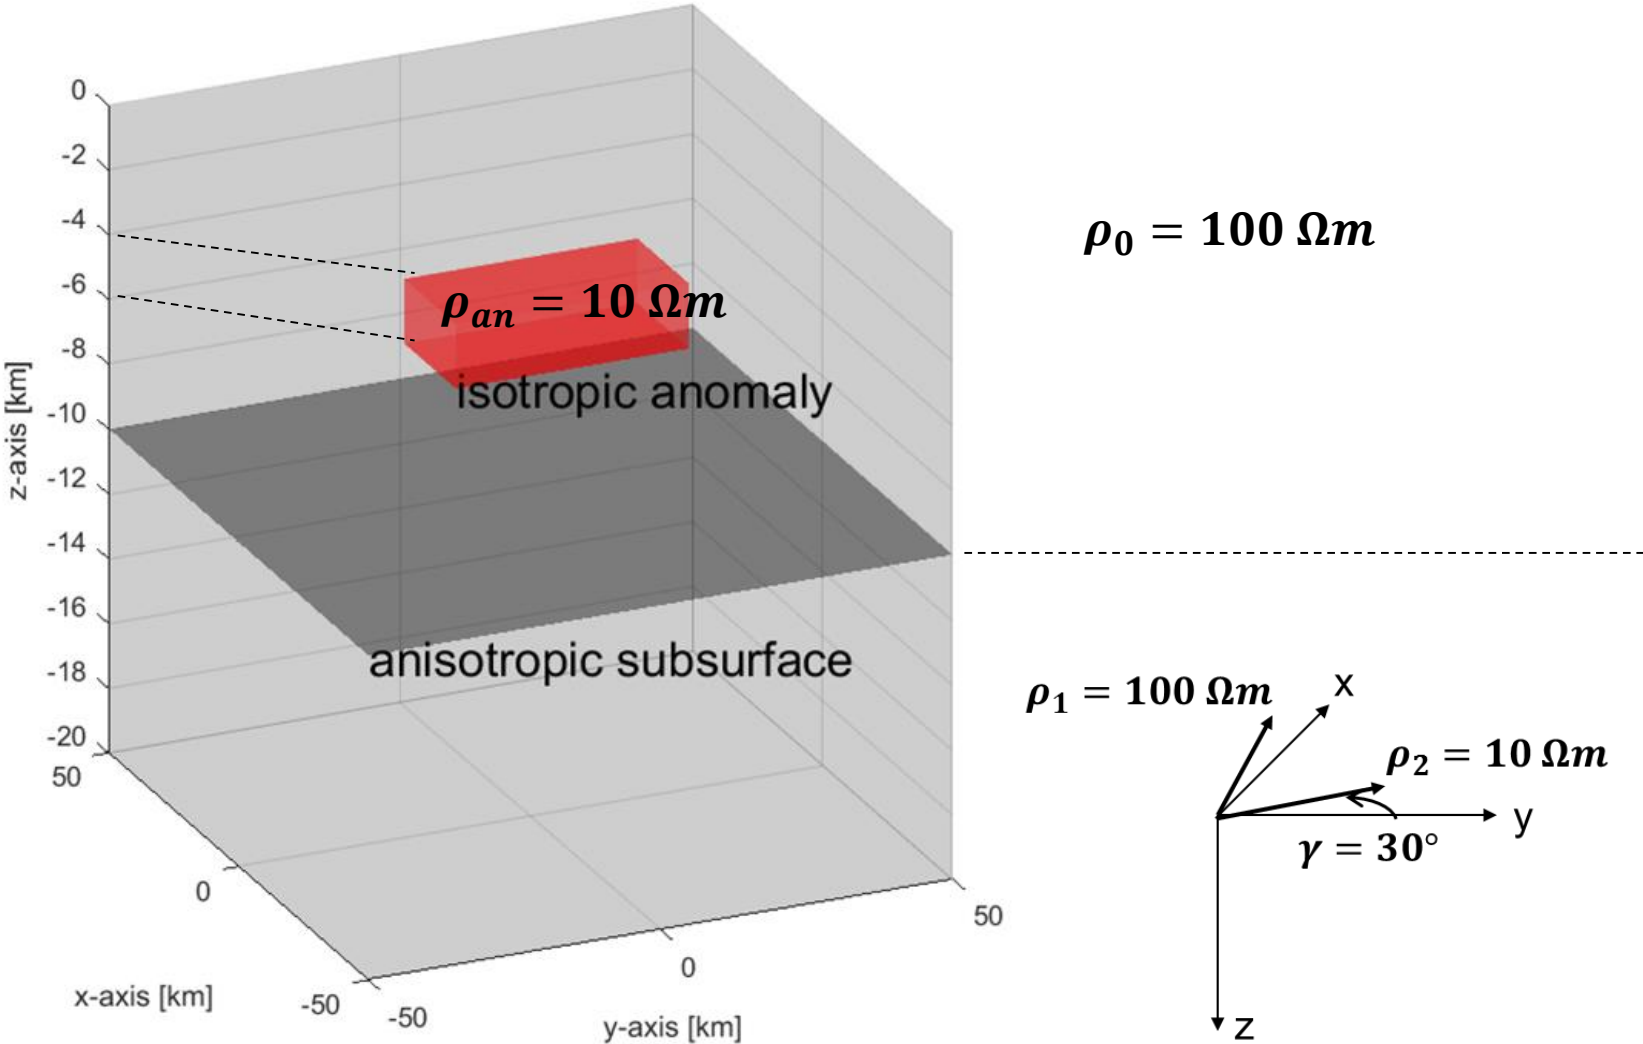 0
-2
-4
-6
-8
-10
-12
-14
-16
-18
-20
z-axis [km]
50
0
-50
x-axis [km]
-50
0
50
y-axis [km]
ρ₀ = 100 Ωm
ρₐₙ = 10 Ωm
isotropic anomaly
anisotropic subsurface
ρ₁ = 100 Ωm
x
ρ₂ = 10 Ωm
y
γ = 30°
z